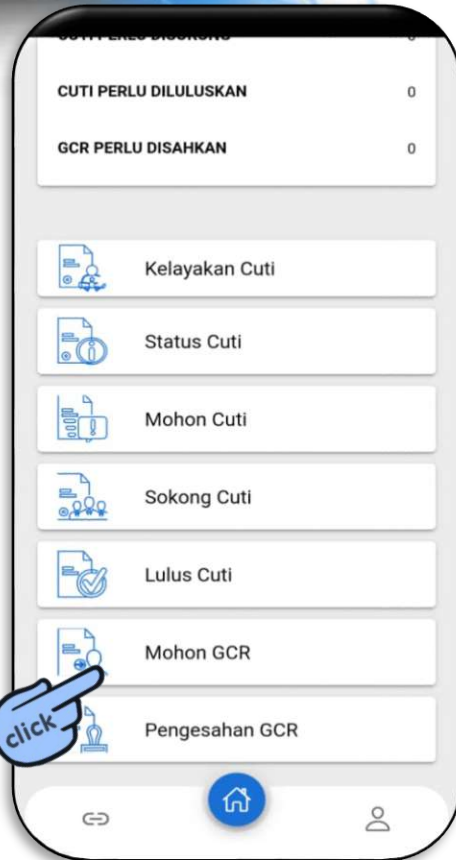 CUTI PERLU DILULUSKAN 0
GCR PERLU DISAHKAN 0
Kelayakan Cuti
Status Cuti
Mohon Cuti
Sokong Cuti
Lulus Cuti
Mohon GCR
click
Pengesahan GCR